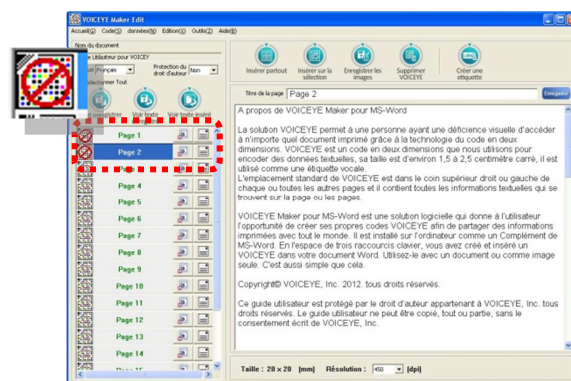 VOICEYE Maker Edit
Accueil(G) Code(S) données(N) Edition(X) Outils(Z) Aide(B)
Nom du document
Utilisateur pour VOICEY
Français
Protection du droit d'auteur
Non
Tout
Voir texte
Voir texte inséré
Page 1
Page 2
Page 4
Page 5
Page 6
Page 7
Page 8
Page 9
Page 10
Page 11
Page 12
Page 13
Page 14
Insérer partout
Insérer sur la sélection
Enregistrer les images
Supprimer VOICEYE
Créer une etiquette
Titre de la page
Page 2
A propos de VOICEYE Maker pour MS-Word
La solution VOICEYE permet à une personne ayant une déficience visuelle d'accéder
à n'importe quel document imprimé grâce à la technologie du code en deux
dimensions. VOICEYE est un code en deux dimensions que nous utilisons pour
encoder des données textuelles, sa taille est d'environ 1,5 à 2,5 centimètre carré, il est
utilisé comme une étiquette vocale.
L'emplacement standard de VOICEYE est dans le coin supérieur droit ou gauche de
chaque ou toutes les autres pages et il contient toutes les informations textuelles qui se
trouvent sur la page ou les pages.
VOICEYE Maker pour MS-Word est une solution logicielle qui donne à l'utilisateur
l'opportunité de créer ses propres codes VOICEYE afin de partager des informations
imprimées avec tout le monde. Il est installé sur l'ordinateur comme un Complément de
MS-Word. En l'espace de trois raccourcis clavier, vous avez créé et inséré un
VOICEYE dans votre document Word. Utilisez-le avec un document ou comme image
seule. C'est aussi simple que cela.
Copyright© VOICEYE, Inc. 2012. tous droits réservés.
Ce guide utilisateur est protégé par le droit d'auteur appartenant à VOICEYE, Inc. tous
droits réservés. Le guide utilisateur ne peut être copié, tout ou partie, sans le
consentement écrit de VOICEYE, Inc.
Taille : 20 x 20 (mm) Résolution : 450 (dpi)